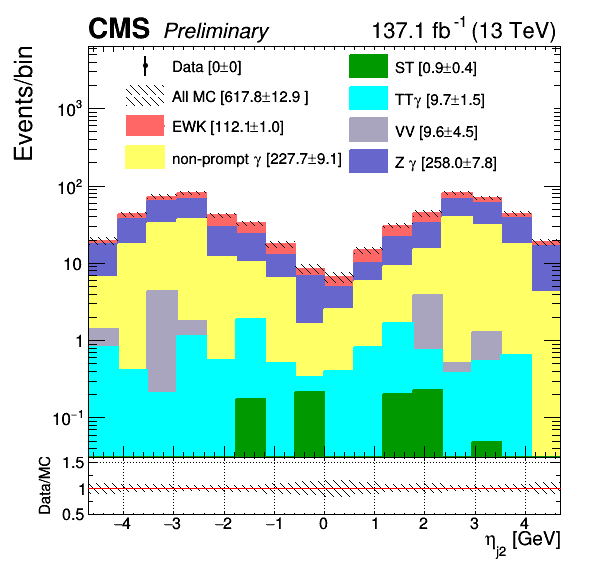 CMS Preliminary 137.1 fb⁻¹ (13 TeV)
Events/bin
Data [0±0]
All MC [617.8±12.9 ]
EWK [112.1±1.0]
non-prompt γ [227.7±9.1]
ST [0.9±0.4]
TTγ [9.7±1.5]
VV [9.6±4.5]
Z γ [258.0±7.8]
10³
10²
10
1
10⁻¹
Data/MC
1.5
1
0.5
−4 −3 −2 −1 0 1 2 3 4
η_j2 [GeV]